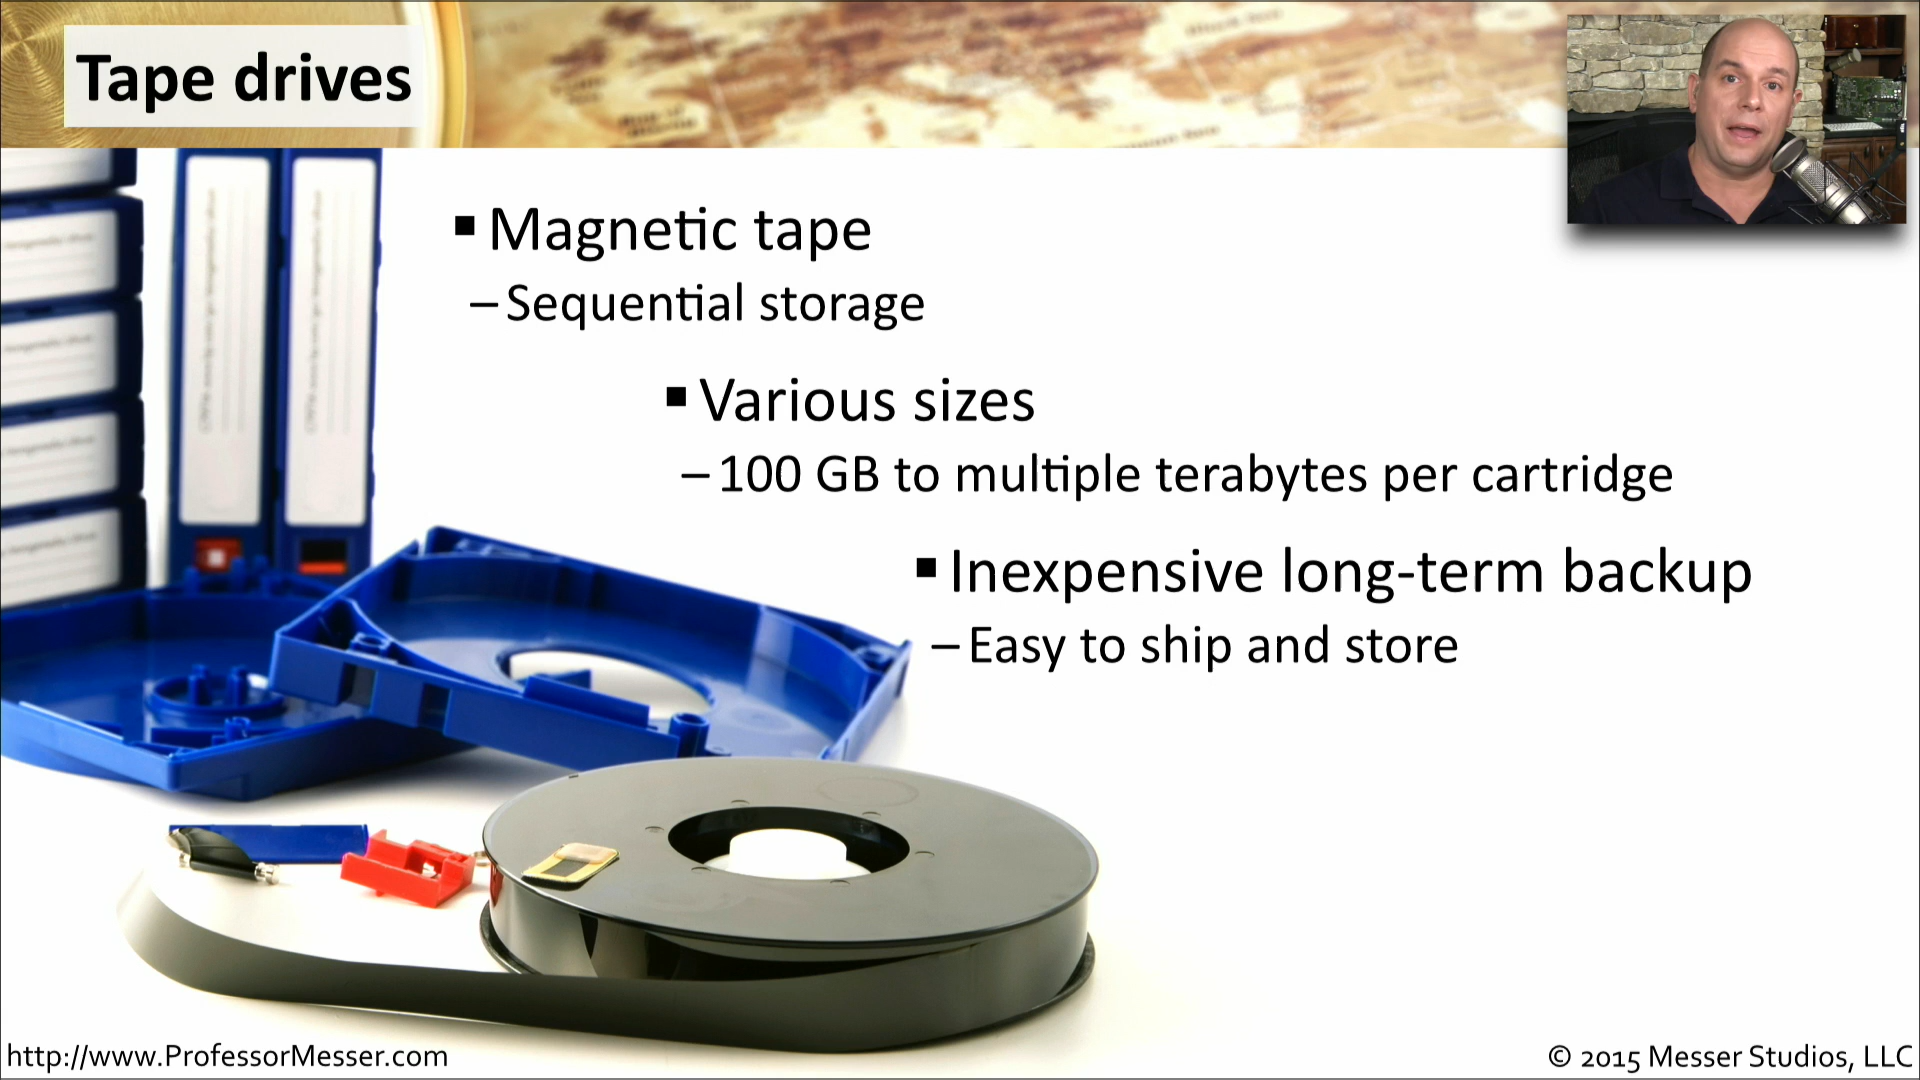 Tape drives
▪ Magnetic tape
– Sequential storage
▪ Various sizes
– 100 GB to multiple terabytes per cartridge
▪ Inexpensive long-term backup
– Easy to ship and store
http://www.ProfessorMesser.com
© 2015 Messer Studios, LLC